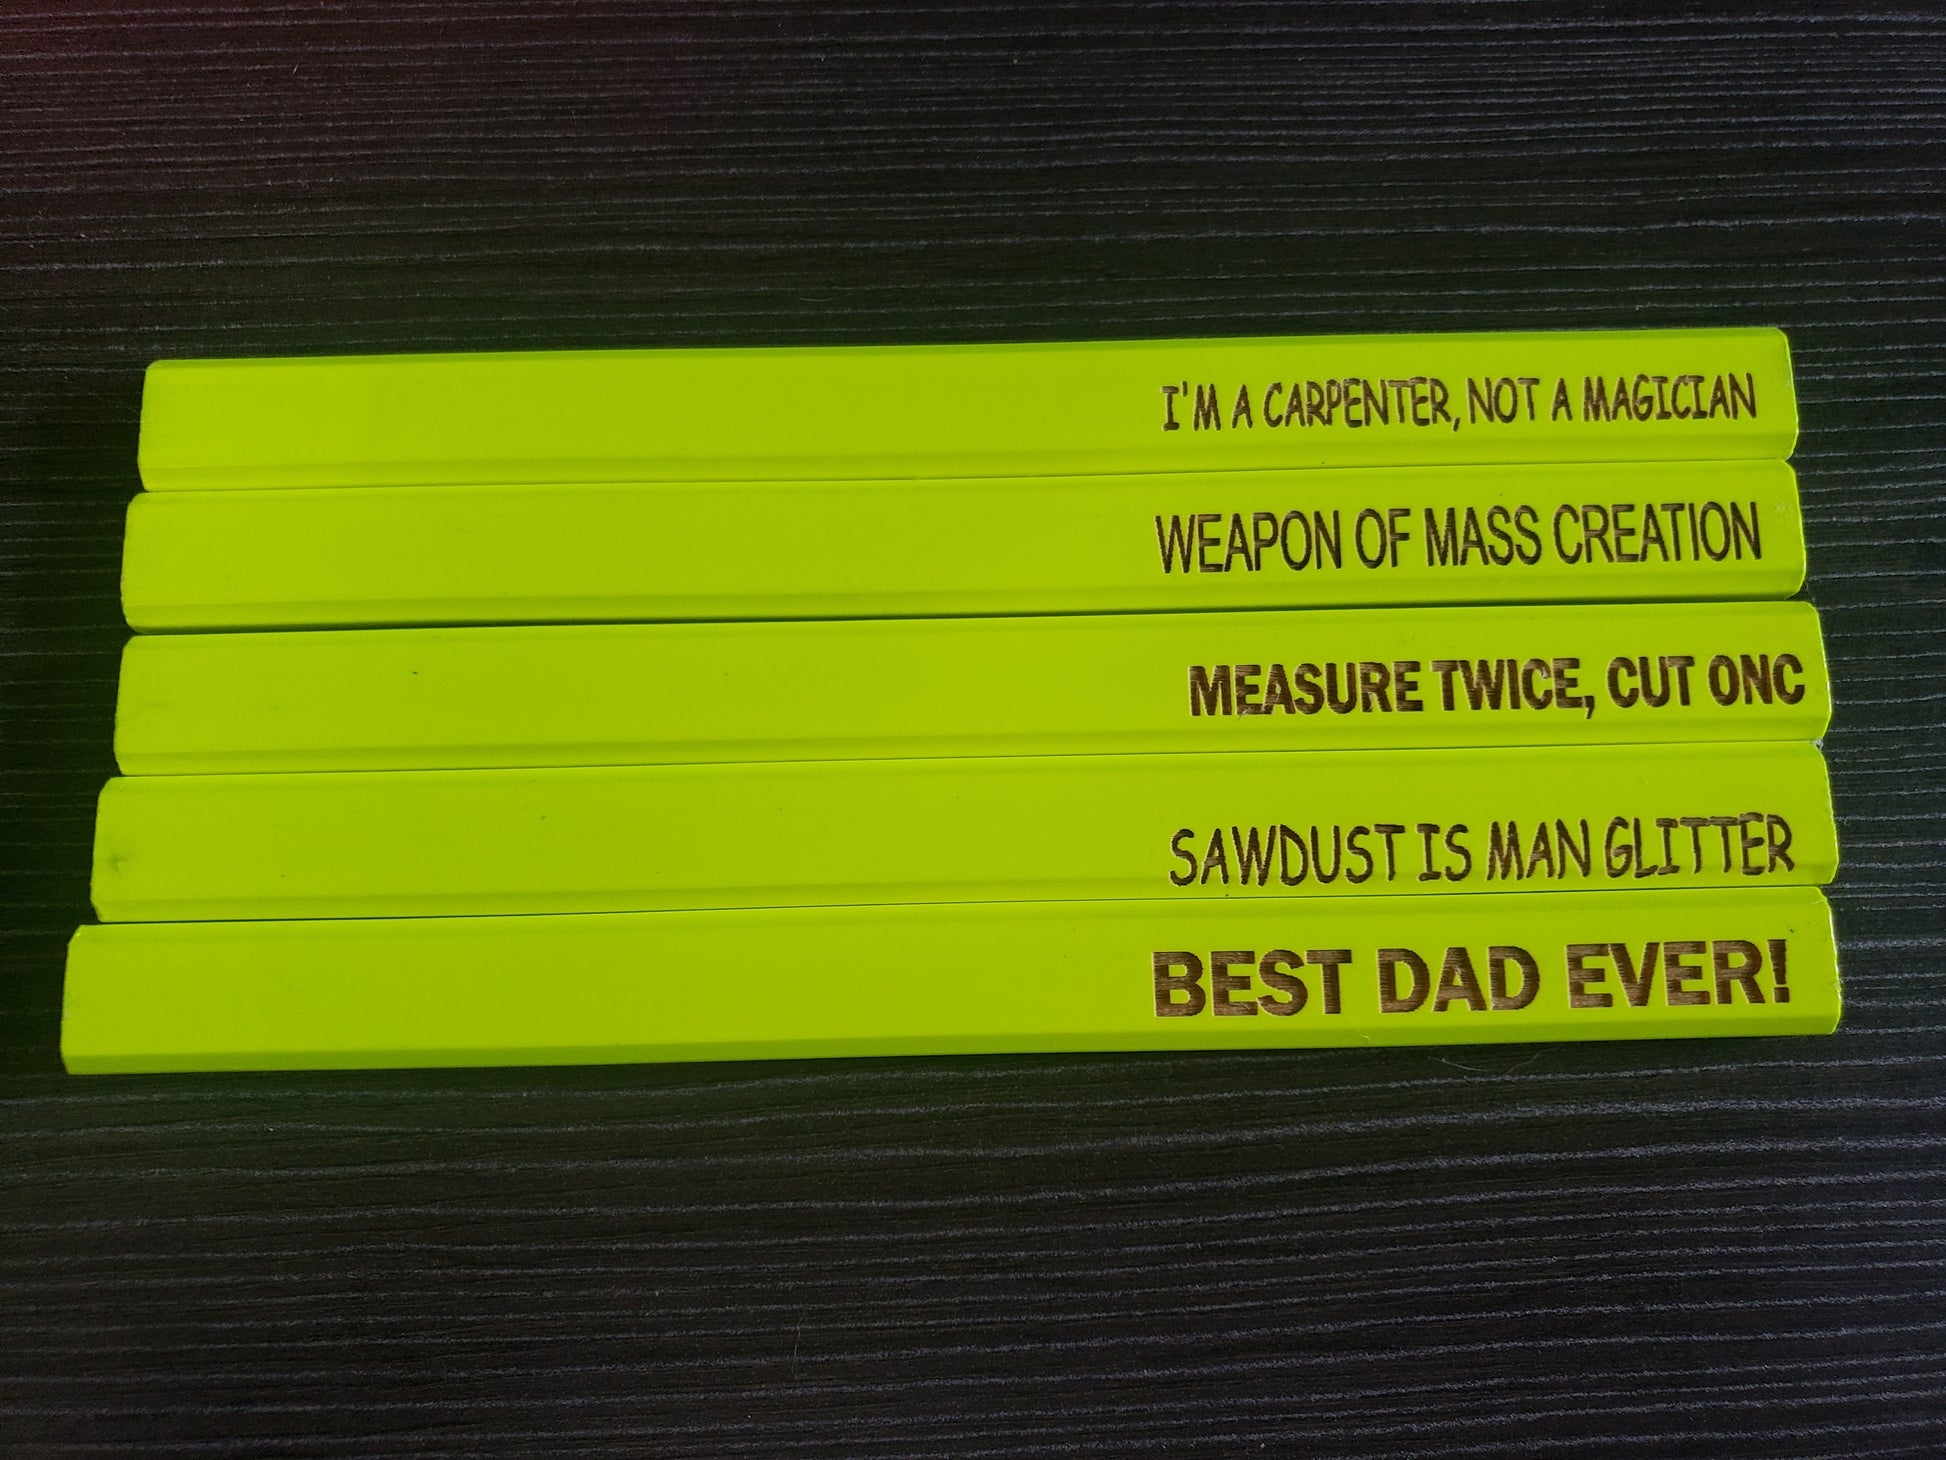 I'M A CARPENTER, NOT A MAGICIAN
WEAPON OF MASS CREATION
MEASURE TWICE, CUT ONC
SAWDUST IS MAN GLITTER
BEST DAD EVER!